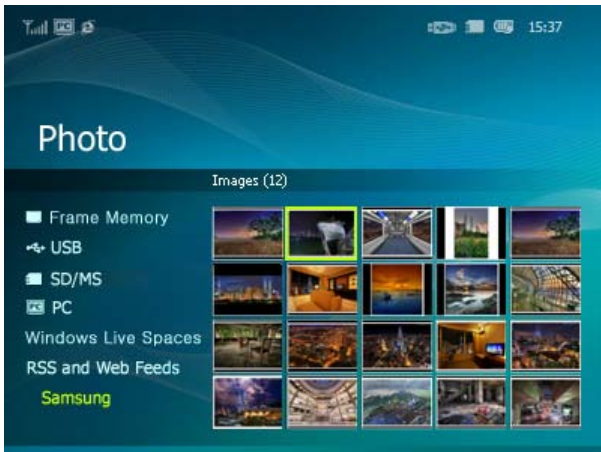 PC
15:37
Photo
Images (12)
Frame Memory
USB
SD/MS
PC
Windows Live Spaces
RSS and Web Feeds
Samsung